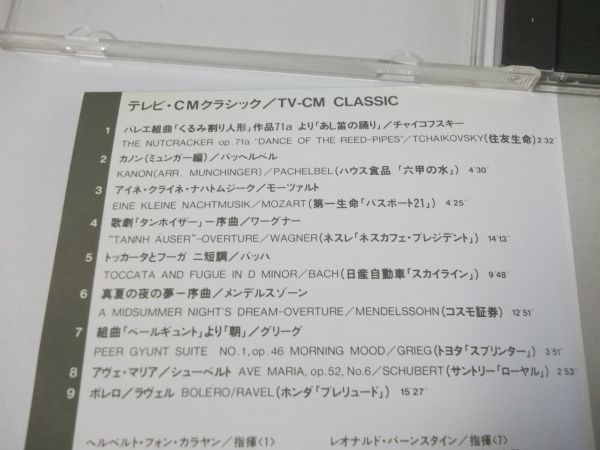 テレビ・CMクラシック／TV-CM CLASSIC
1 バレエ組曲「くるみ割り人形」作品71a より「あし笛の踊り」／チャイコフスキー
THE NUTCRACKER op.71a "DANCE OF THE REED-PIPES"／TCHAIKOVSKY(住友生命) 2'32"
2 カノン(ミュンガー編)／パッヘルベル
KANON(ARR. MUNCHINGER)／PACHELBEL(ハウス食品「六甲の水」) 4'30"
3 アイネ・クライネ・ナハトムジーク／モーツァルト
EINE KLEINE NACHTMUSIK／MOZART(第一生命「パスポート21」) 4'25"
4 歌劇「タンホイザー」ー序曲／ワーグナー
"TANNH ÄUSER"-OVERTURE／WAGNER(ネスレ「ネスカフェ・プレジデント」) 14'13"
5 トッカータとフーガ ニ短調／バッハ
TOCCATA AND FUGUE IN D MINOR／BACH(日産自動車「スカイライン」) 9'48"
6 真夏の夜の夢ー序曲／メンデルスゾーン
A MIDSUMMER NIGHT'S DREAM-OVERTURE／MENDELSSOHN(コスモ証券) 12'51"
7 組曲「ペールギュント」より「朝」／グリーグ
PEER GYNT SUITE NO.1,op.46 MORNING MOOD／GRIEG(トヨタ「スプリンター」) 3'51"
8 アヴェ・マリア／シューベルト AVE MARIA, op.52, No.6／SCHUBERT(サントリー「ローヤル」) 2'53"
9 ボレロ／ラヴェル BOLERO/RAVEL(ホンダ「プレリュード」) 15'27"
ヘルベルト・フォン・カラヤン／指揮〈1〉 レオナルド・バーンスタイン／指揮〈7〉